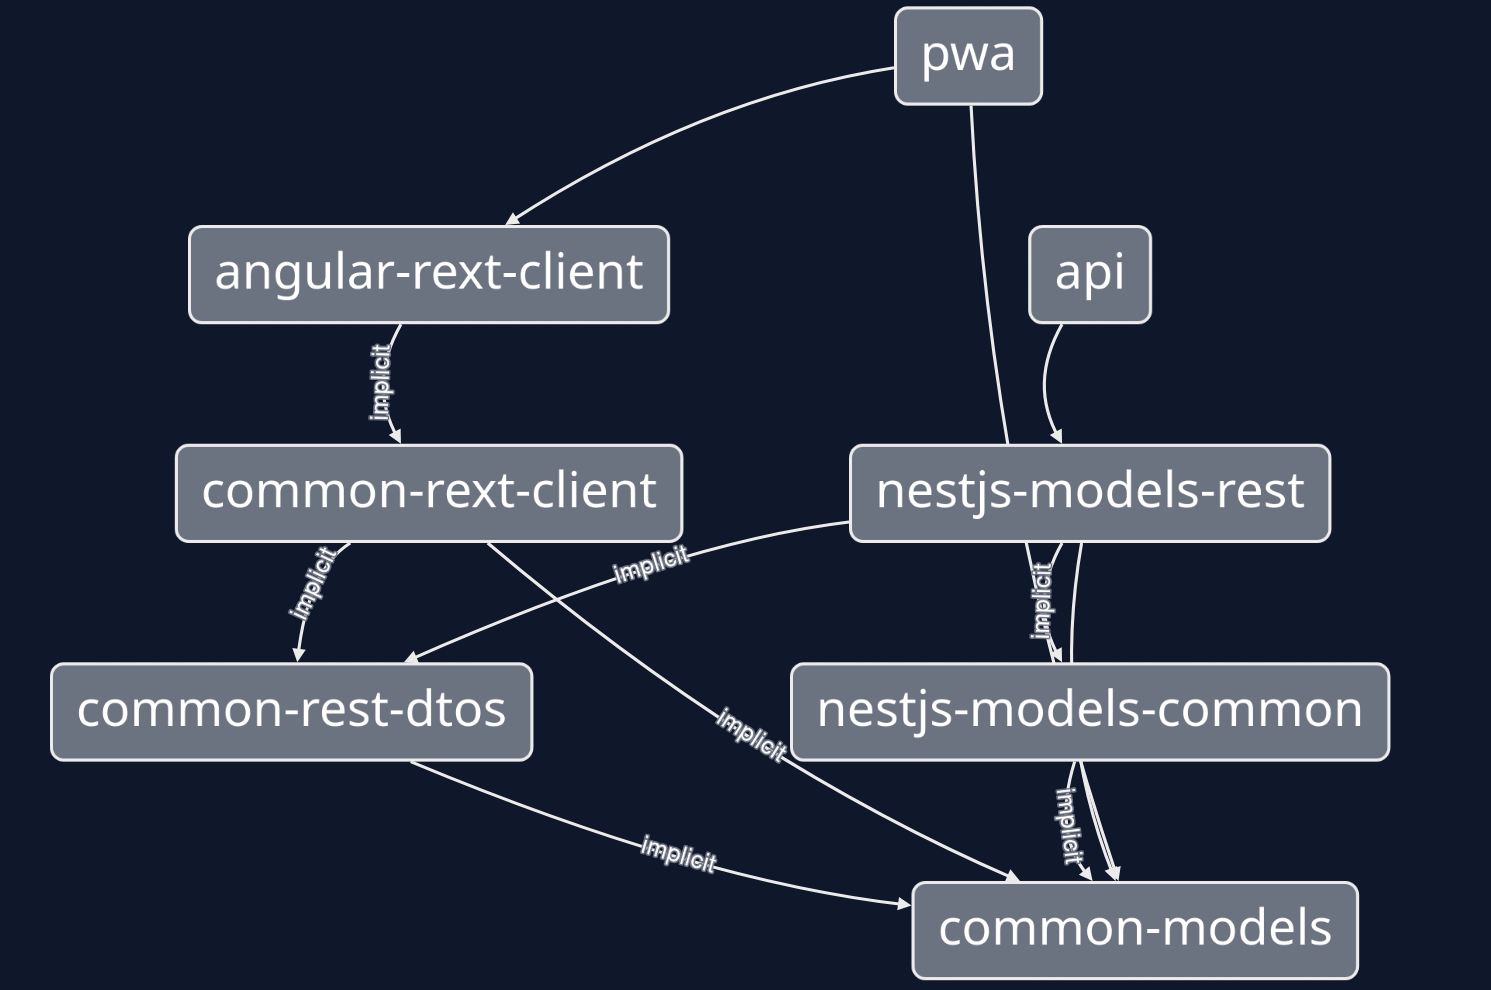 pwa
angular-rext-client
api
implicit
common-rext-client
nestjs-models-rest
implicit
implicit
implicit
common-rest-dtos
nestjs-models-common
implicit
implicit
implicit
common-models